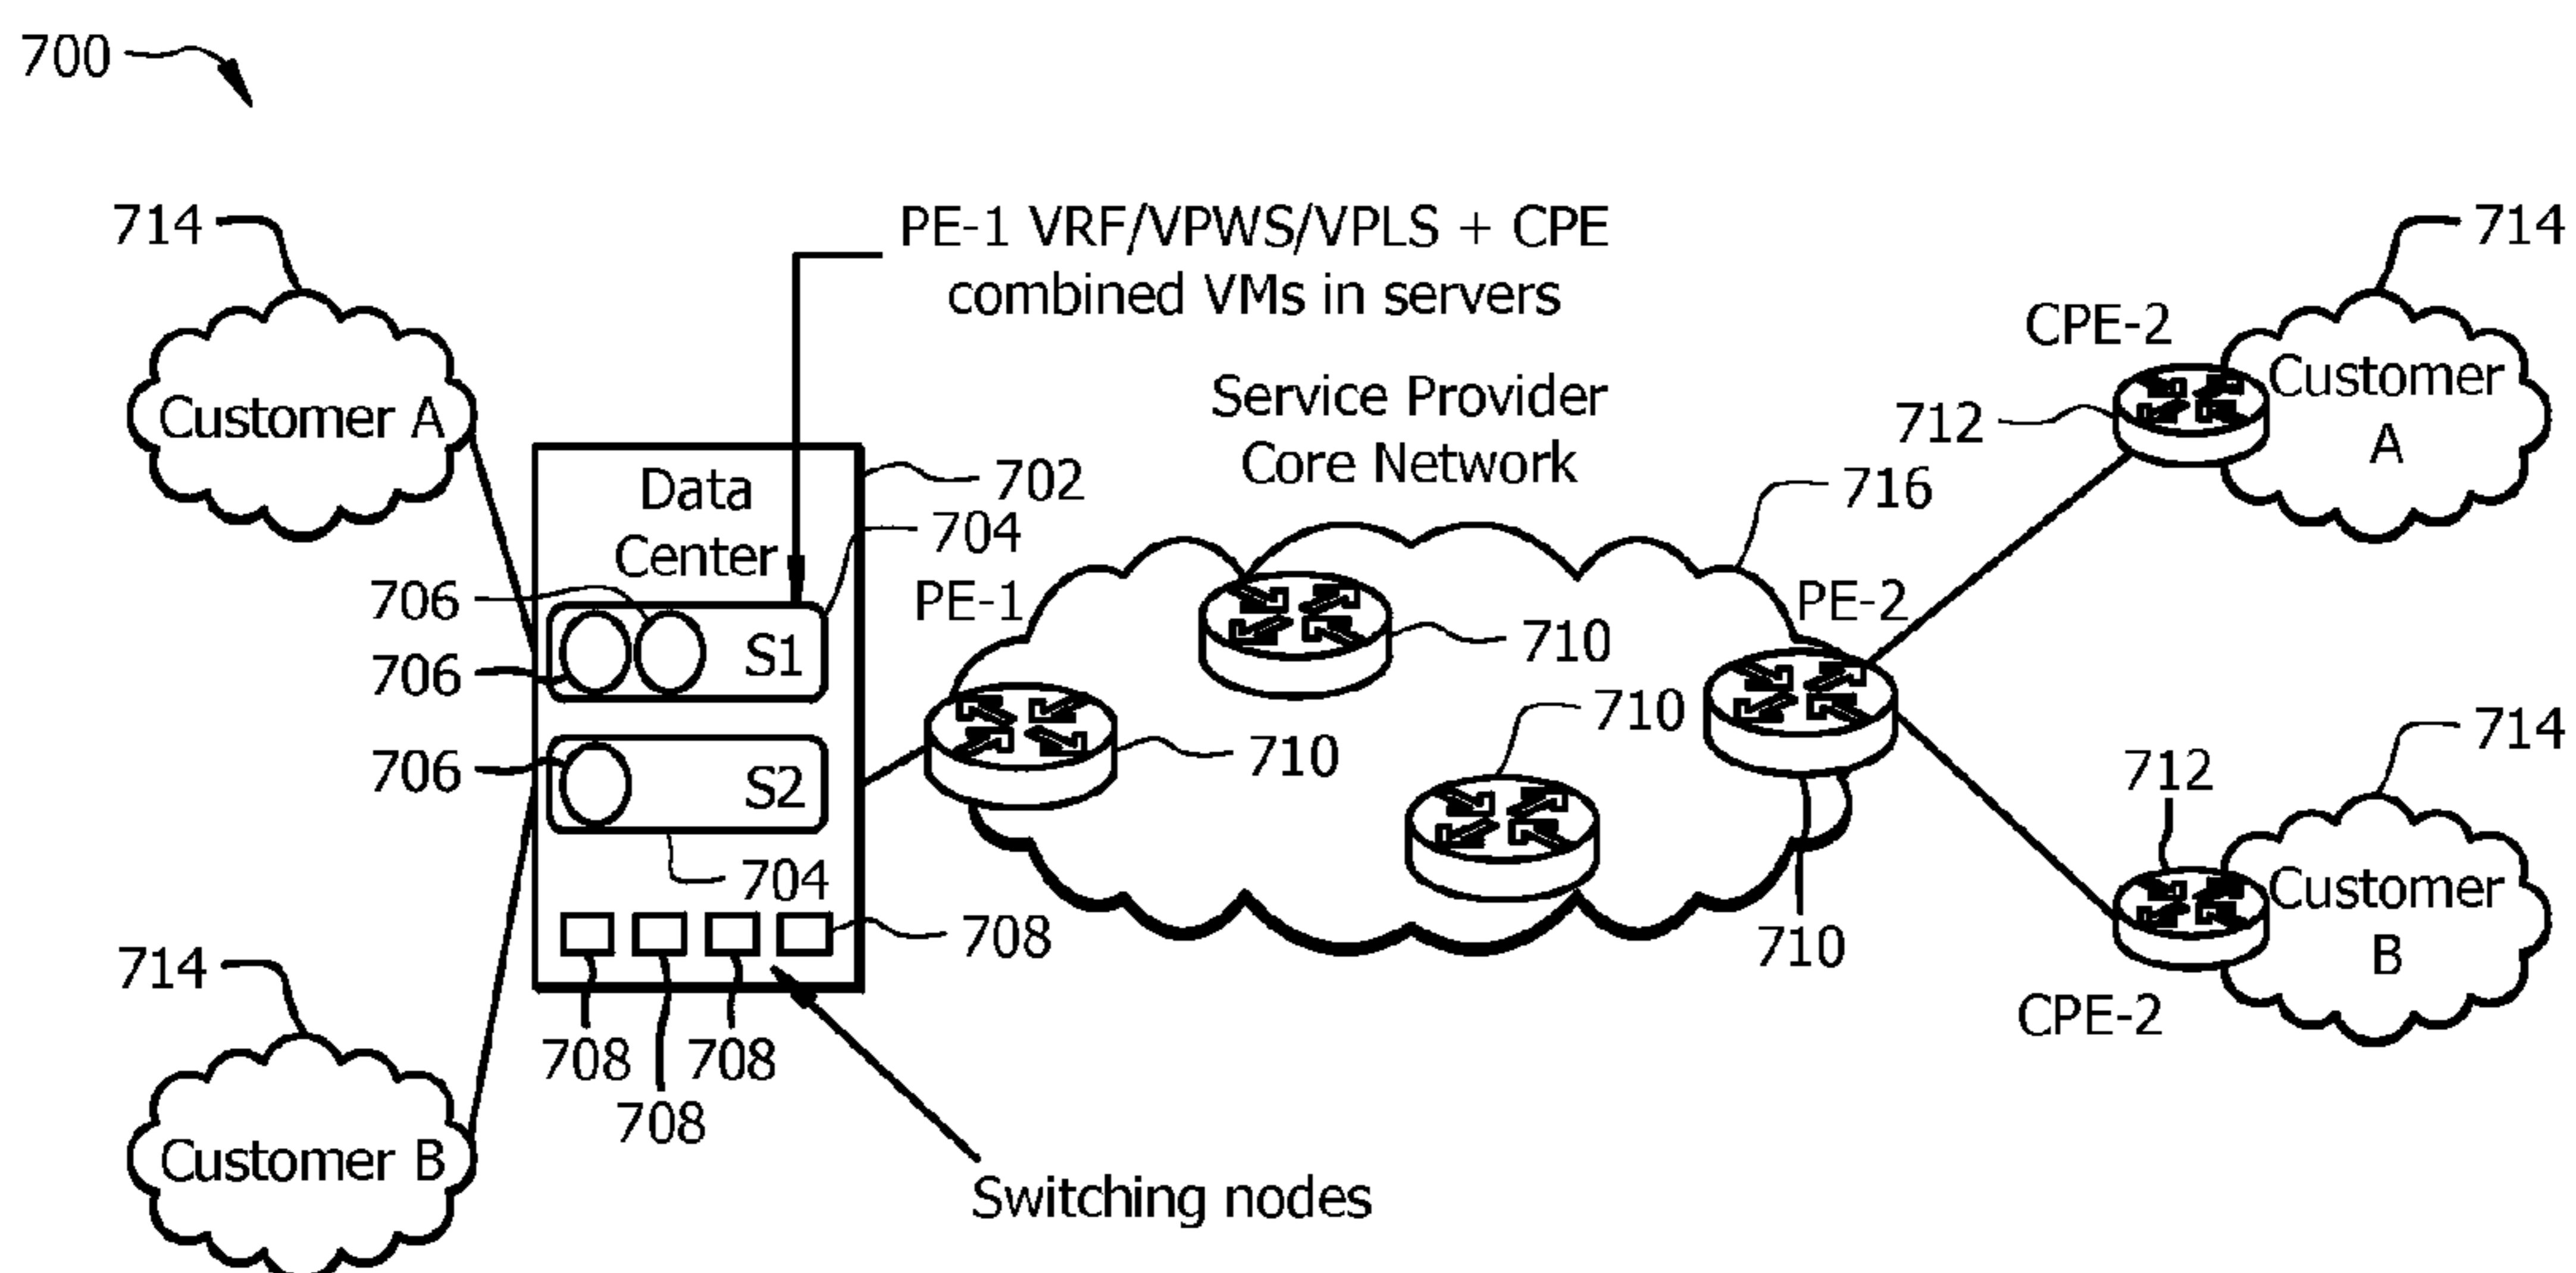 700
714
PE-1 VRF/VPWS/VPLS + CPE
combined VMs in servers
714
CPE-2
Customer A
Service Provider
Core Network
Customer
A
712
Data
Center
702
704
716
706
PE-1
PE-2
S1
706
710
710
714
706
S2
710
712
704
Customer
B
708
710
714
CPE-2
708
708
708
Customer B
Switching nodes